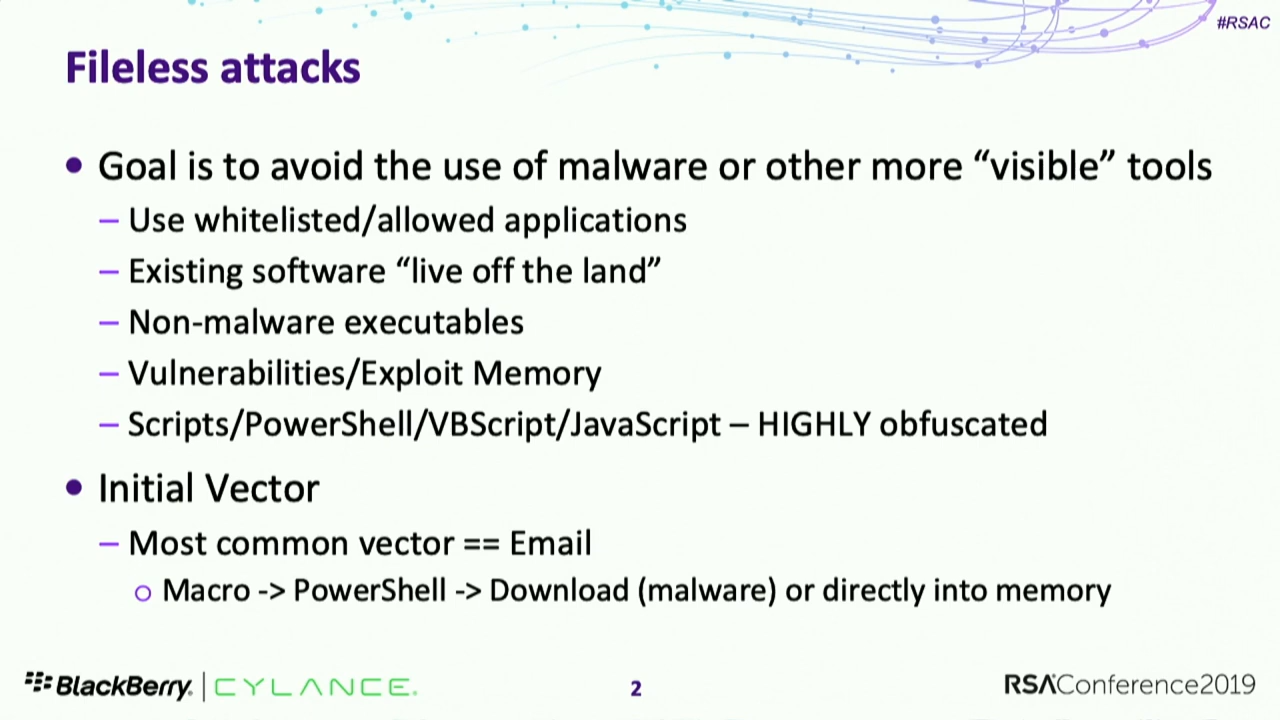 #RSAC
Fileless attacks
• Goal is to avoid the use of malware or other more “visible” tools
– Use whitelisted/allowed applications
– Existing software “live off the land”
– Non-malware executables
– Vulnerabilities/Exploit Memory
– Scripts/PowerShell/VBScript/JavaScript – HIGHLY obfuscated
• Initial Vector
– Most common vector == Email
o Macro -> PowerShell -> Download (malware) or directly into memory
BlackBerry. | CYLANCE.
2
RSAConference2019